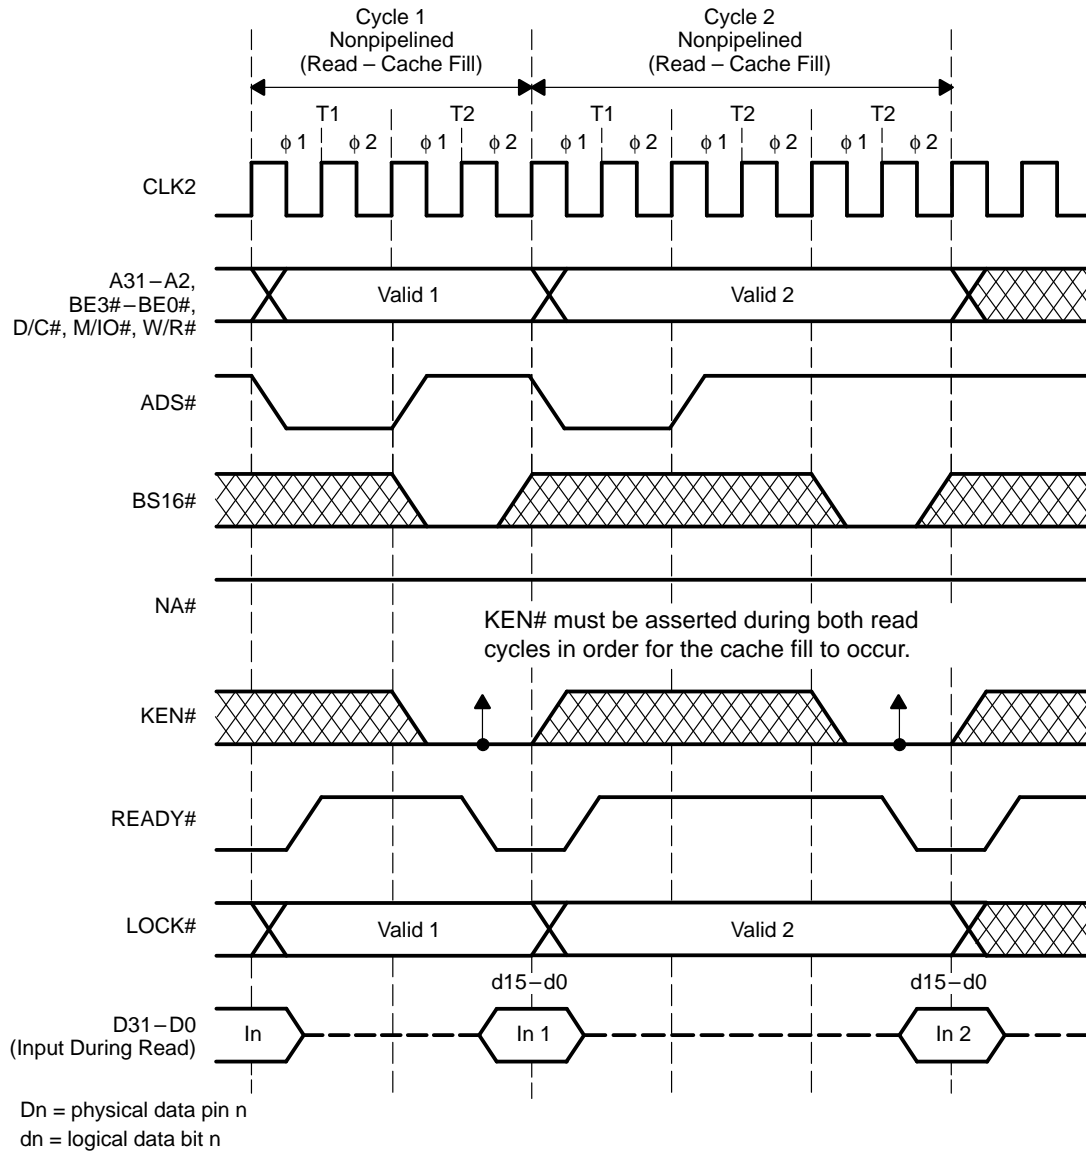 Cycle 1
Nonpipelined
(Read – Cache Fill)
Cycle 2
Nonpipelined
(Read – Cache Fill)
T1
T2
T1
T2
T2
ϕ 1
ϕ 2
ϕ 1
ϕ 2
ϕ 1
ϕ 2
ϕ 1
ϕ 2
ϕ 1
ϕ 2
CLK2
A31–A2,
BE3#–BE0#,
D/C#, M/IO#, W/R#
Valid 1
Valid 2
ADS#
BS16#
NA#
KEN# must be asserted during both read
cycles in order for the cache fill to occur.
KEN#
READY#
LOCK#
Valid 1
Valid 2
d15–d0
d15–d0
D31–D0
(Input During Read)
In
In 1
In 2
Dn = physical data pin n
dn = logical data bit n